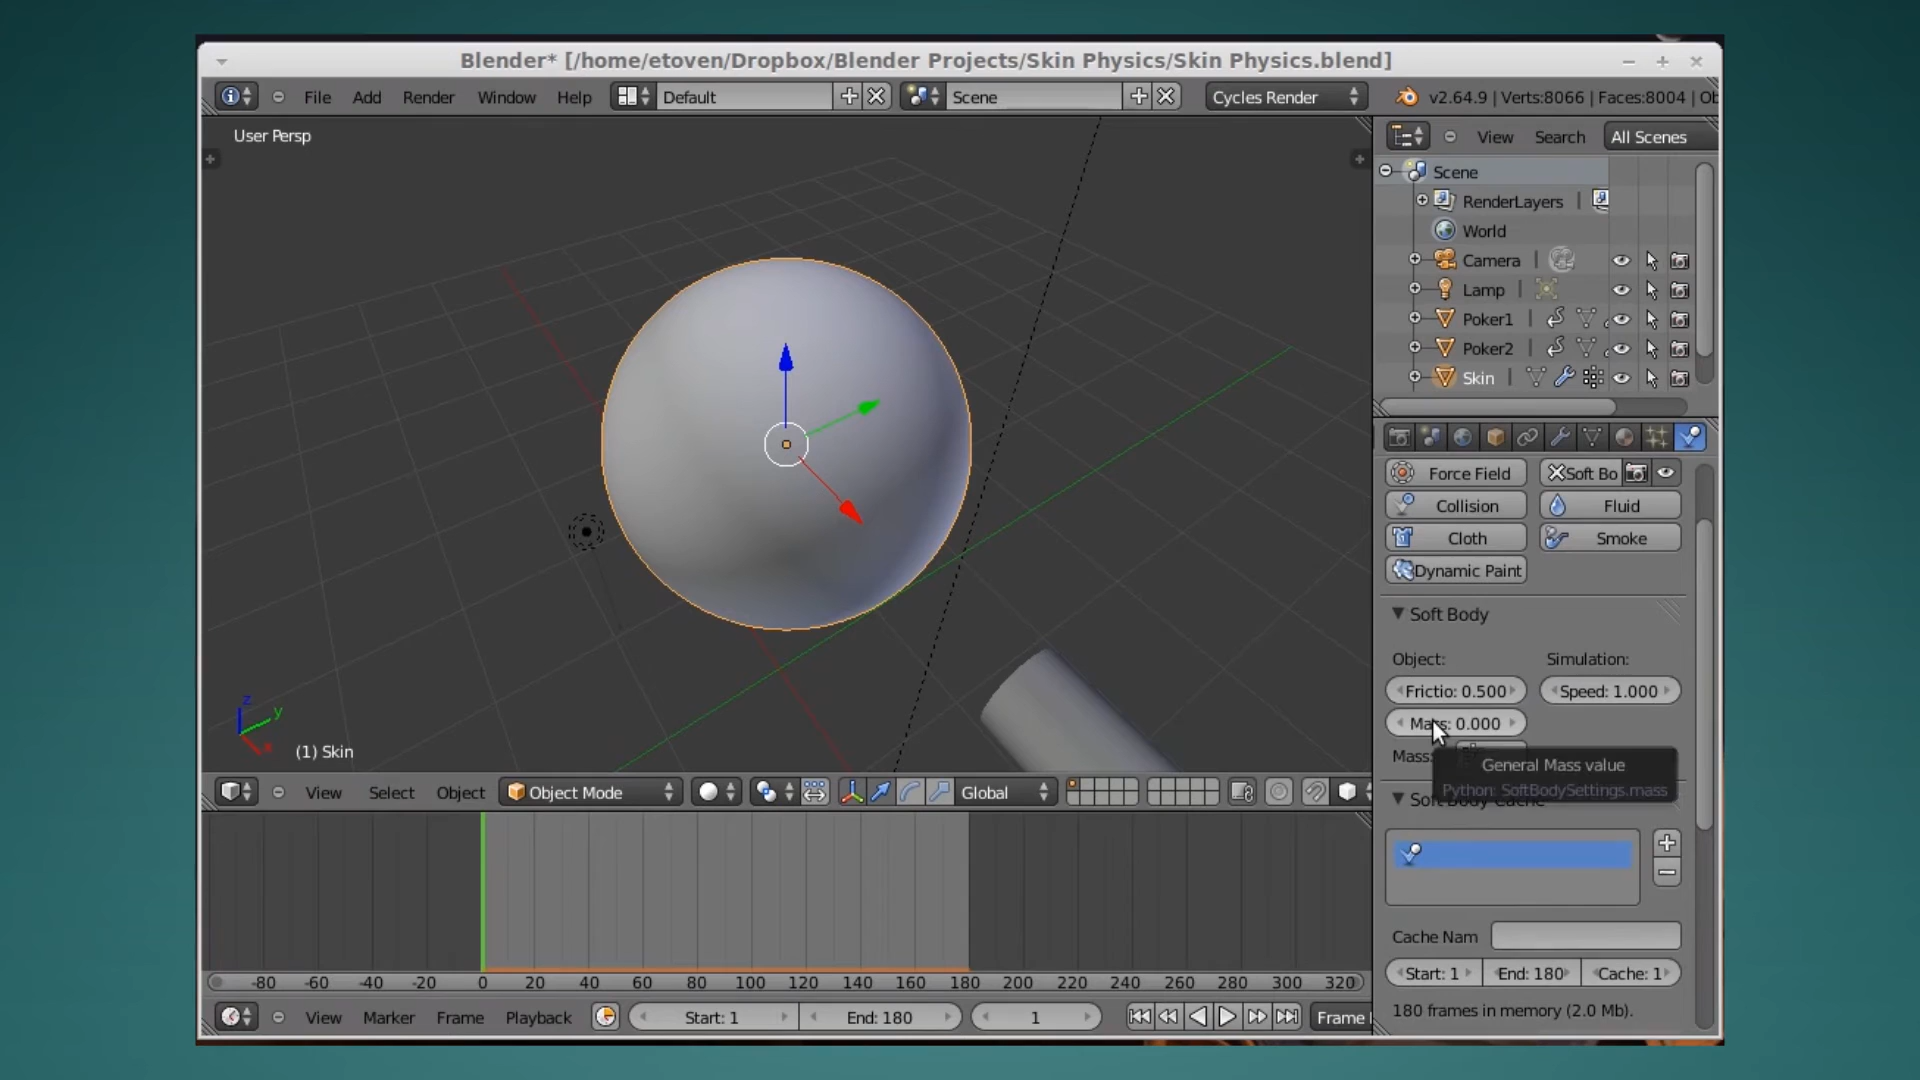 Blender* [/home/etoven/Dropbox/Blender Projects/Skin Physics/Skin Physics.blend]
File Add Render Window Help Default Scene Cycles Render v2.64.9 | Verts:8066 | Faces:8004 | Ob
User Persp
View Search All Scenes
Scene
RenderLayers
World
Camera
Lamp
Poker1
Poker2
Skin
Force Field Soft Bo
Collision Fluid
Cloth Smoke
Dynamic Paint
Soft Body
Object: Simulation:
Frictio: 0.500 Speed: 1.000
Mass: 0.000
Mass:
General Mass value
Python: SoftBodySettings.mass
Soft Body Cache
Cache Nam
Start: 1 End: 180 Cache: 1
180 frames in memory (2.0 Mb).
z
y
x
(1) Skin
View Select Object Object Mode Global
-80 -60 -40 -20 0 20 40 60 80 100 120 140 160 180 200 220 240 260 280 300 320
View Marker Frame Playback Start: 1 End: 180 1 Frame